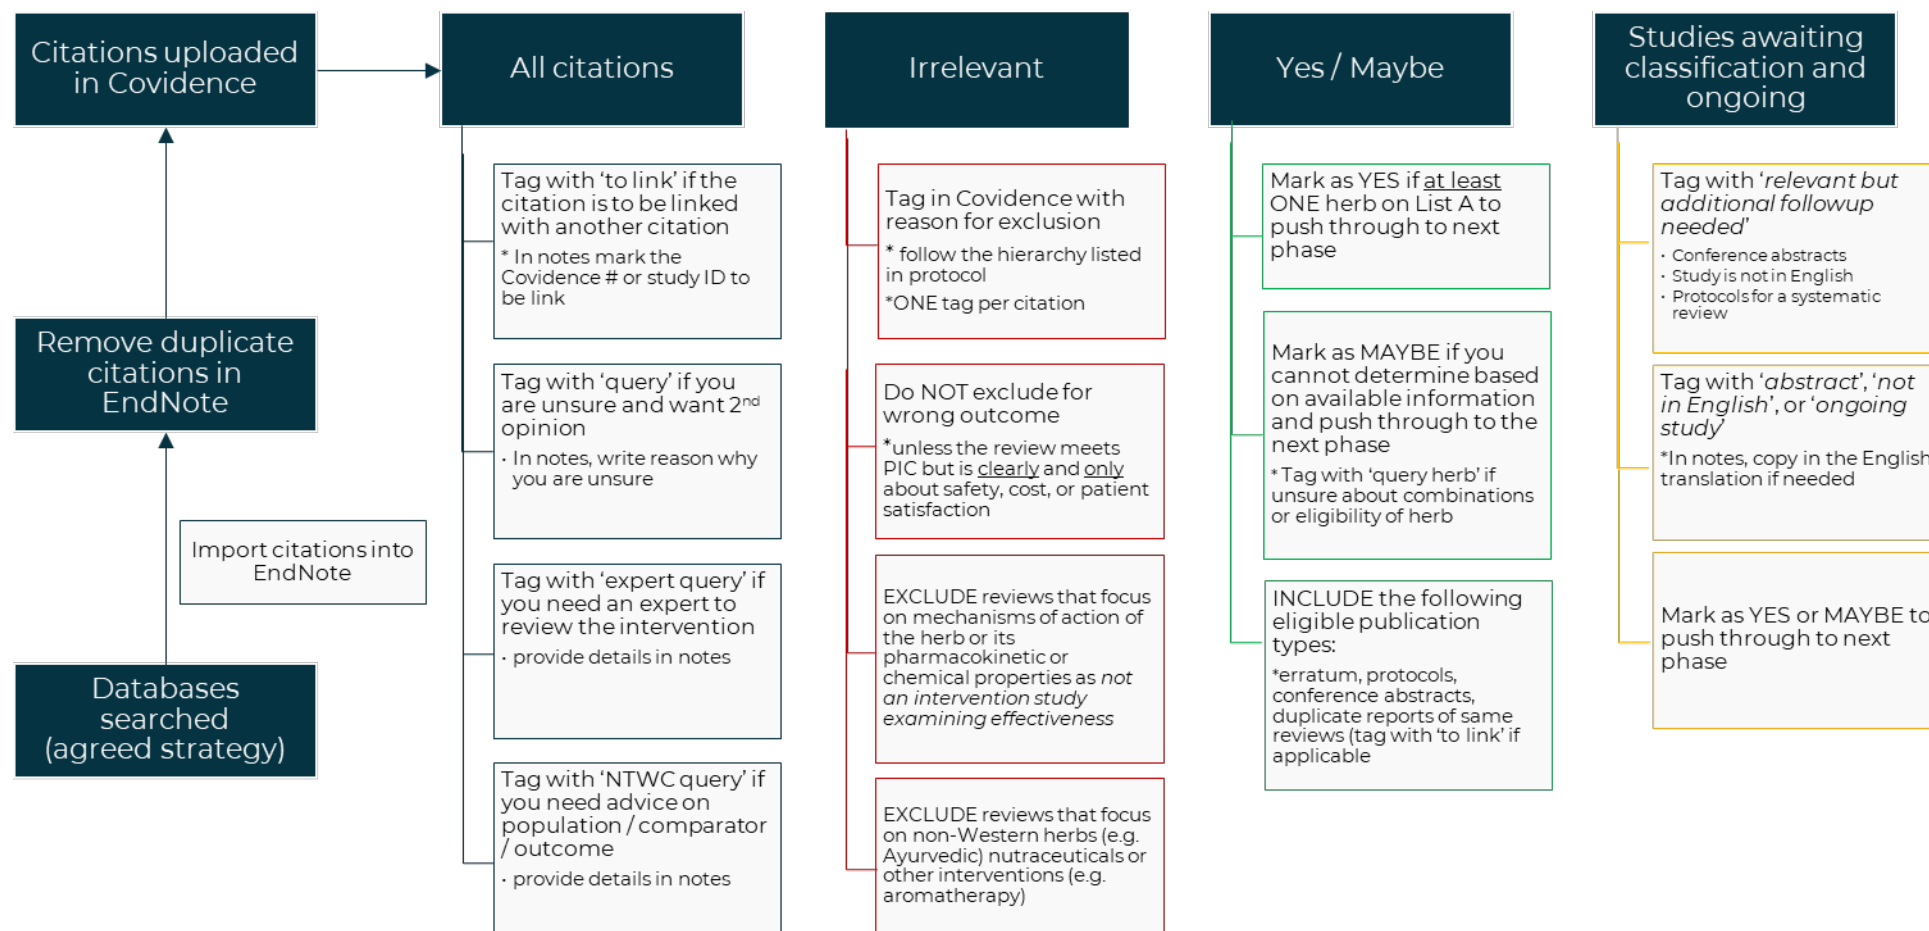 Citations uploaded
in Covidence
Remove duplicate
citations in
EndNote
Import citations into
EndNote
Databases
searched
(agreed strategy)
All citations
Tag with ‘to link’ if the
citation is to be linked
with another citation
* In notes mark the
Covidence # or study ID to
be link
Tag with ‘query’ if you
are unsure and want 2nd
opinion
• In notes, write reason why
you are unsure
Tag with ‘expert query’ if
you need an expert to
review the intervention
• provide details in notes
Tag with ‘NTWC query’ if
you need advice on
population / comparator
/ outcome
• provide details in notes
Irrelevant
Tag in Covidence with
reason for exclusion
* follow the hierarchy listed
in protocol
*ONE tag per citation
Do NOT exclude for
wrong outcome
*unless the review meets
PIC but is clearly and only
about safety, cost, or patient
satisfaction
EXCLUDE reviews that focus
on mechanisms of action of
the herb or its
pharmacokinetic or
chemical properties as not
an intervention study
examining effectiveness
EXCLUDE reviews that focus
on non-Western herbs (e.g.
Ayurvedic) nutraceuticals or
other interventions (e.g.
aromatherapy)
Yes / Maybe
Mark as YES if at least
ONE herb on List A to
push through to next
phase
Mark as MAYBE if you
cannot determine based
on available information
and push through to the
next phase
* Tag with ‘query herb’ if
unsure about combinations
or eligibility of herb
INCLUDE the following
eligible publication
types:
*erratum, protocols,
conference abstracts,
duplicate reports of same
reviews (tag with ‘to link’ if
applicable
Studies awaiting
classification and
ongoing
Tag with ‘relevant but
additional followup
needed’
• Conference abstracts
• Study is not in English
• Protocols for a systematic
review
Tag with ‘abstract’, ‘not
in English’, or ‘ongoing
study’
*In notes, copy in the English
translation if needed
Mark as YES or MAYBE to
push through to next
phase